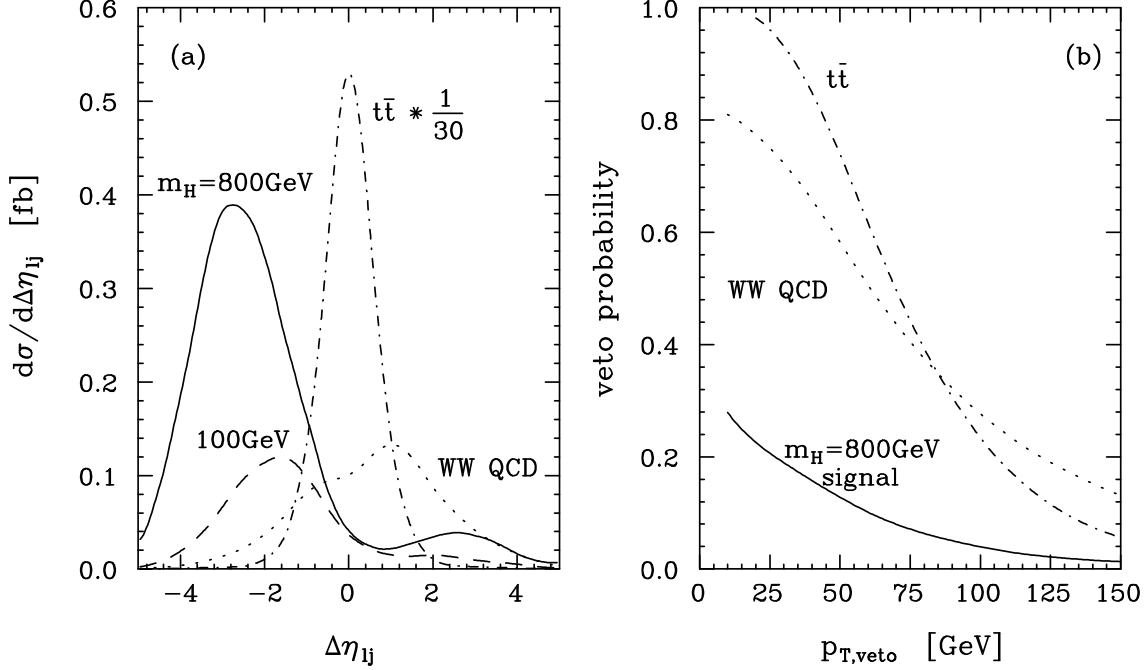 (a)
tt̄ * 1/30
m_H=800GeV
100GeV
WW QCD
dσ/dΔη_lj [fb]
0.6
0.5
0.4
0.3
0.2
0.1
0.0
−4 −2 0 2 4
Δη_lj
(b)
tt̄
WW QCD
m_H=800GeV
signal
veto probability
1.0
0.8
0.6
0.4
0.2
0.0
0 25 50 75 100 125 150
p_T,veto [GeV]